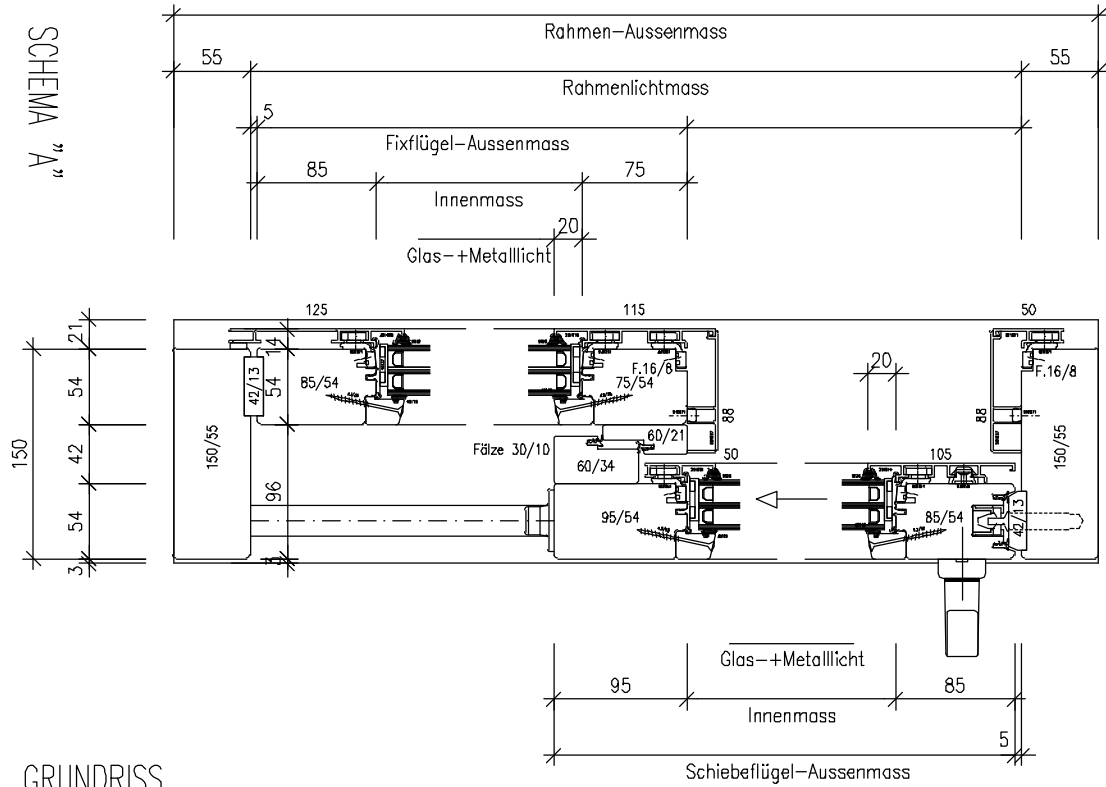 SCHEMA "A"
Rahmen-Aussenmass
55
55
Rahmenlichtmass
5
Fixflügel-Aussenmass
85
75
Innenmass
20
Glas-+Metalllicht
125
115
50
21
14
54
54
42/13
85/54
75/54
F.16/8
20
F.16/8
88
88
150
42
150/55
Fälze 30/10
60/21
60/34
50
105
150/55
96
54
95/54
85/54
42/13
3
Glas-+Metalllicht
95
85
Innenmass
5
Schiebeflügel-Aussenmass
GRUNDRISS